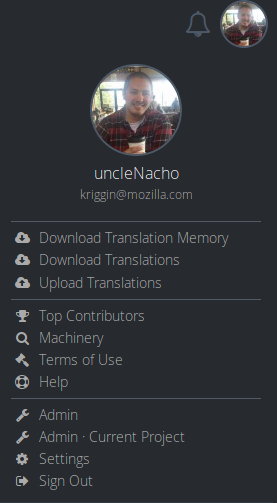 uncleNacho
kriggin@mozilla.com
Download Translation Memory
Download Translations
Upload Translations
Top Contributors
Machinery
Terms of Use
Help
Admin
Admin · Current Project
Settings
Sign Out